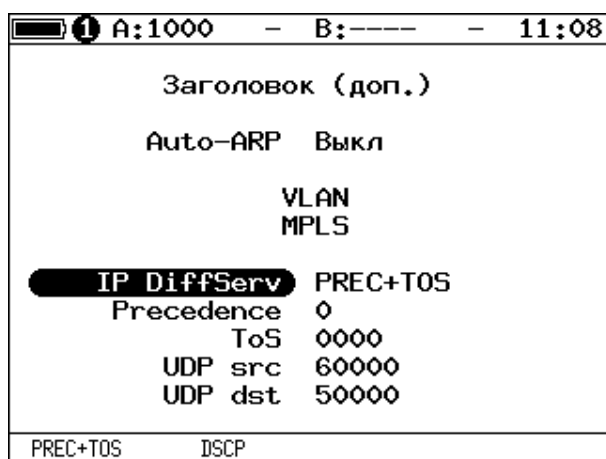 1 A:1000 – B:---- – 11:08
Заголовок (доп.)
Auto-ARP Выкл
VLAN
MPLS
IP DiffServ PREC+TOS
Precedence 0
ToS 0000
UDP src 60000
UDP dst 50000
PREC+TOS DSCP